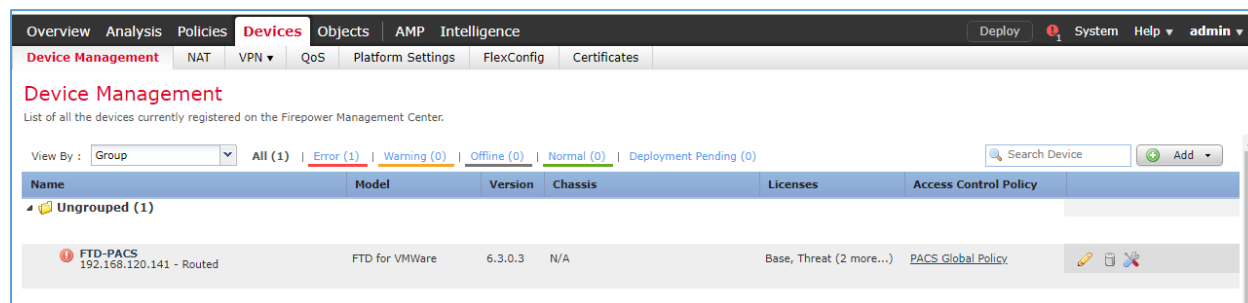 Overview Analysis Policies Devices Objects AMP Intelligence Deploy 1 System Help admin
Device Management NAT VPN QoS Platform Settings FlexConfig Certificates
Device Management
List of all the devices currently registered on the Firepower Management Center.
View By : Group All (1) | Error (1) | Warning (0) | Offline (0) | Normal (0) | Deployment Pending (0) Search Device Add
Name Model Version Chassis Licenses Access Control Policy
Ungrouped (1)
FTD-PACS
192.168.120.141 - Routed FTD for VMWare 6.3.0.3 N/A Base, Threat (2 more...) PACS Global Policy